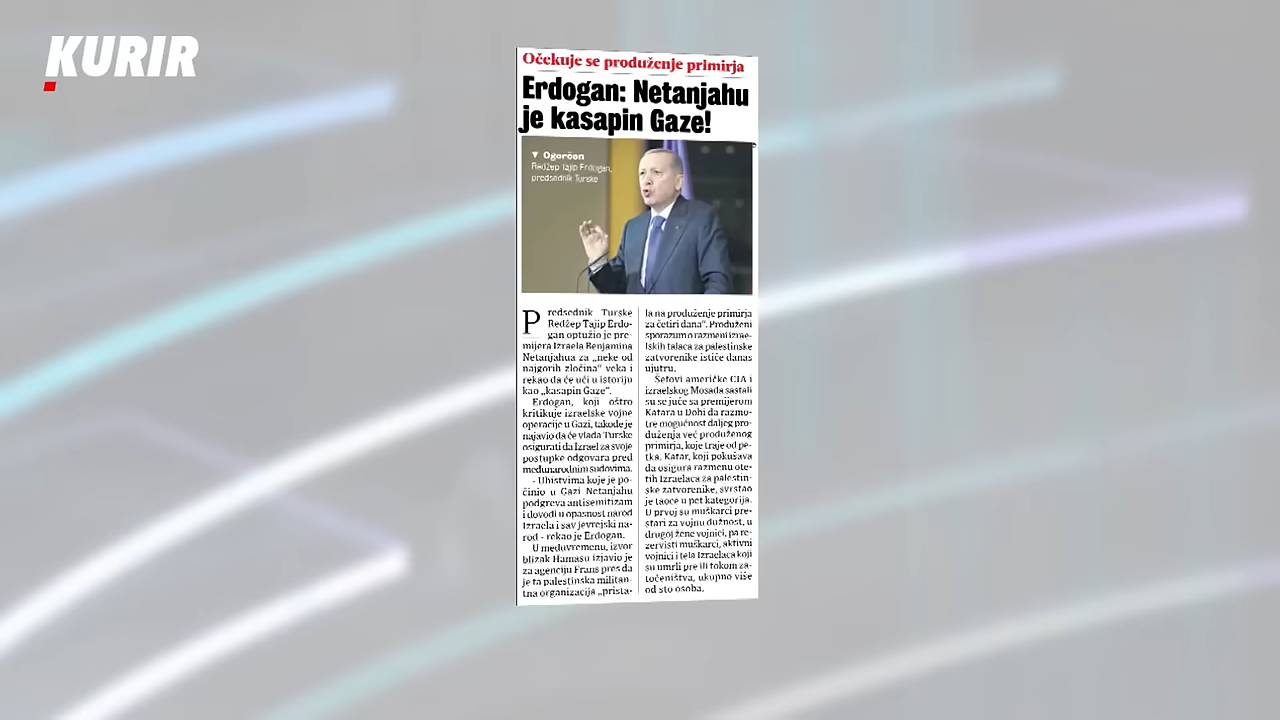 KURIR
Očekuje se produženje primirja
Erdogan: Netanjahu
je kasapin Gaze!
▼ Ogorčen
Redžep Tajip Erdogan,
predsednik Turske
Predsednik Turske
Redžep Tajip Erdo-
gan optužio je pre-
mijera Izraela Benjamina
Netanjahua za „neke od
najgorih zločina“ veka i
rekao da će ući u istoriju
kao „kasapin Gaze“.
Erdogan, koji oštro
kritikuje izraelske vojne
operacije u Gazi, takođe je
najavio da će vlada Turske
osigurati da Izrael za svoje
postupke odgovara pred
međunarodnim sudovima.
- Ubistvima koje je po-
činio u Gazi Netanjahu
podgreva antisemitizam
i dovodi u opasnost narod
Izraela i sav jevrejski na-
rod - rekao je Erdogan.
U međuvremenu, izvor
blizak Hamasu izjavio je
za agenciju Frans pres da
je ta palestinska militan-
tna organizacija „prista-
la na produženje primirja
za četiri dana“. Produženi
sporazum o razmeni izrae-
lskih talaca za palestinske
zatvorenike ističe danas
ujutru.
Šefovi američke CIA i
izraelskog Mosada sastali
su se juče sa premijerom
Katara u Dohi da razmo-
tre mogućnost daljeg pro-
duženja već produženog
primirja, koje traje od pe-
tka. Katar, koji pokušava
da osigura razmenu ote-
tih Izraelaca za palestin-
ske zatvorenike, svrstao
je taoce u pet kategorija.
U prvoj su muškarci pre-
stari za vojnu dužnost, u
drugoj žene vojnici, pa re-
zervisti muškarci, aktivni
vojnici i tela Izraelaca koji
su umrli pre ili tokom za-
točeništva, ukupno više
od sto osoba.